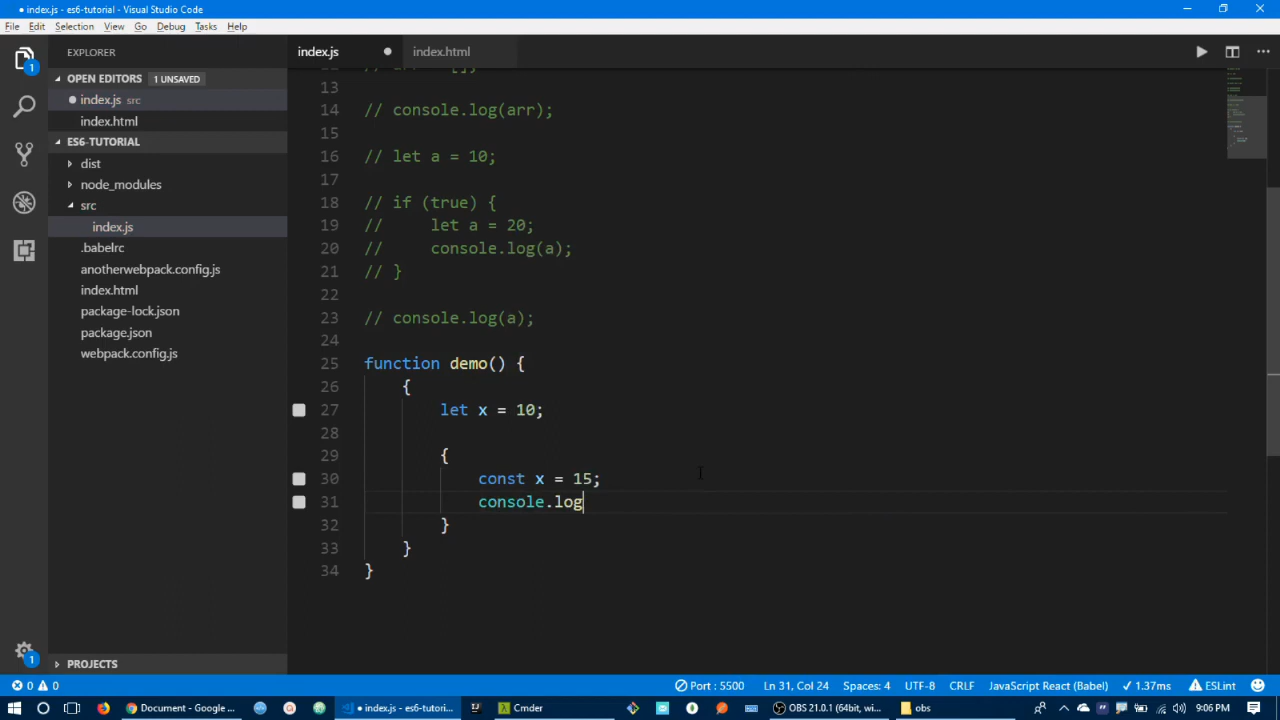 index.js - es6-tutorial - Visual Studio Code
File Edit Selection View Go Debug Tasks Help
1
EXPLORER
OPEN EDITORS 1 UNSAVED
index.js src
index.html
ES6-TUTORIAL
dist
node_modules
src
index.js
.babelrc
anotherwebpack.config.js
index.html
package-lock.json
package.json
webpack.config.js
PROJECTS
1
index.js index.html
13
14 // console.log(arr);
15
16 // let a = 10;
17
18 // if (true) {
19 //     let a = 20;
20 //     console.log(a);
21 // }
22
23 // console.log(a);
24
25 function demo() {
26     {
27         let x = 10;
28
29         {
30             const x = 15;
31             console.log
32         }
33     }
34 }
0 0 Port : 5500 Ln 31, Col 24 Spaces: 4 UTF-8 CRLF JavaScript React (Babel) ✓ 1.37ms ESLint
Document - Google ... index.js - es6-tutori... Cmder OBS 21.0.1 (64bit, w... obs 9:06 PM